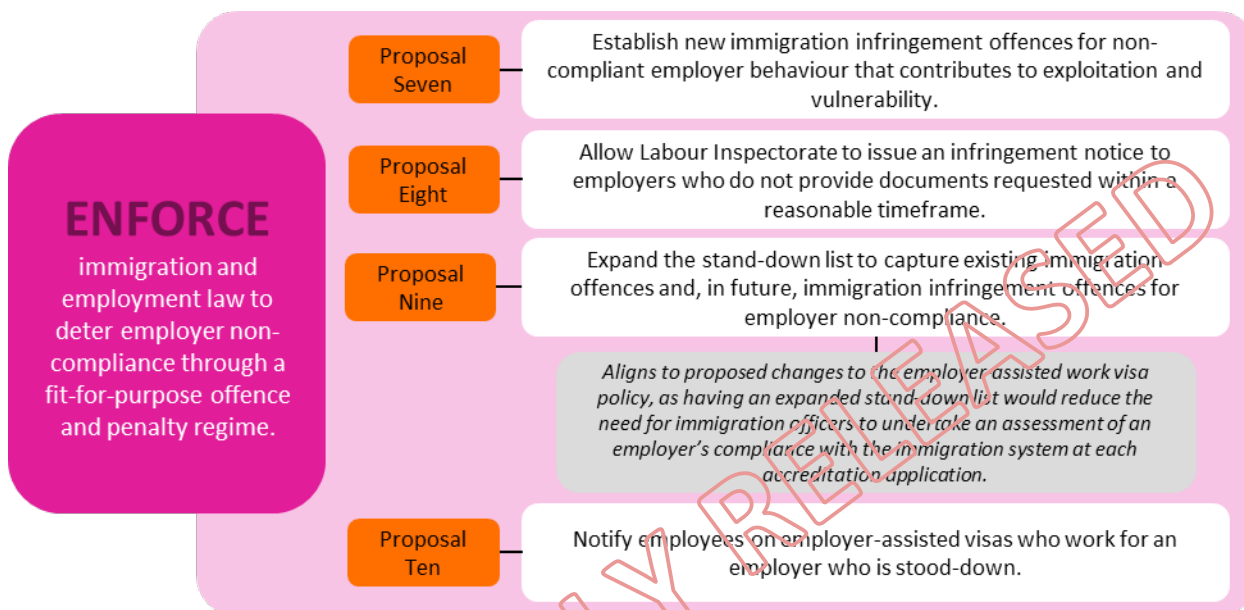 Proposal
Seven
Establish new immigration infringement offences for non-
compliant employer behaviour that contributes to exploitation and
vulnerability.
Proposal
Eight
Allow Labour Inspectorate to issue an infringement notice to
employers who do not provide documents requested within a
reasonable timeframe.
ENFORCE
immigration and
employment law to
deter employer non-
compliance through a
fit-for-purpose offence
and penalty regime.
Proposal
Nine
Expand the stand-down list to capture existing immigration
offences and, in future, immigration infringement offences for
employer non-compliance.
Aligns to proposed changes to the employer-assisted work visa
policy, as having an expanded stand-down list would reduce the
need for immigration officers to undertake an assessment of an
employer's compliance with the immigration system at each
accreditation application.
Proposal
Ten
Notify employees on employer-assisted visas who work for an
employer who is stood-down.
RELEASED